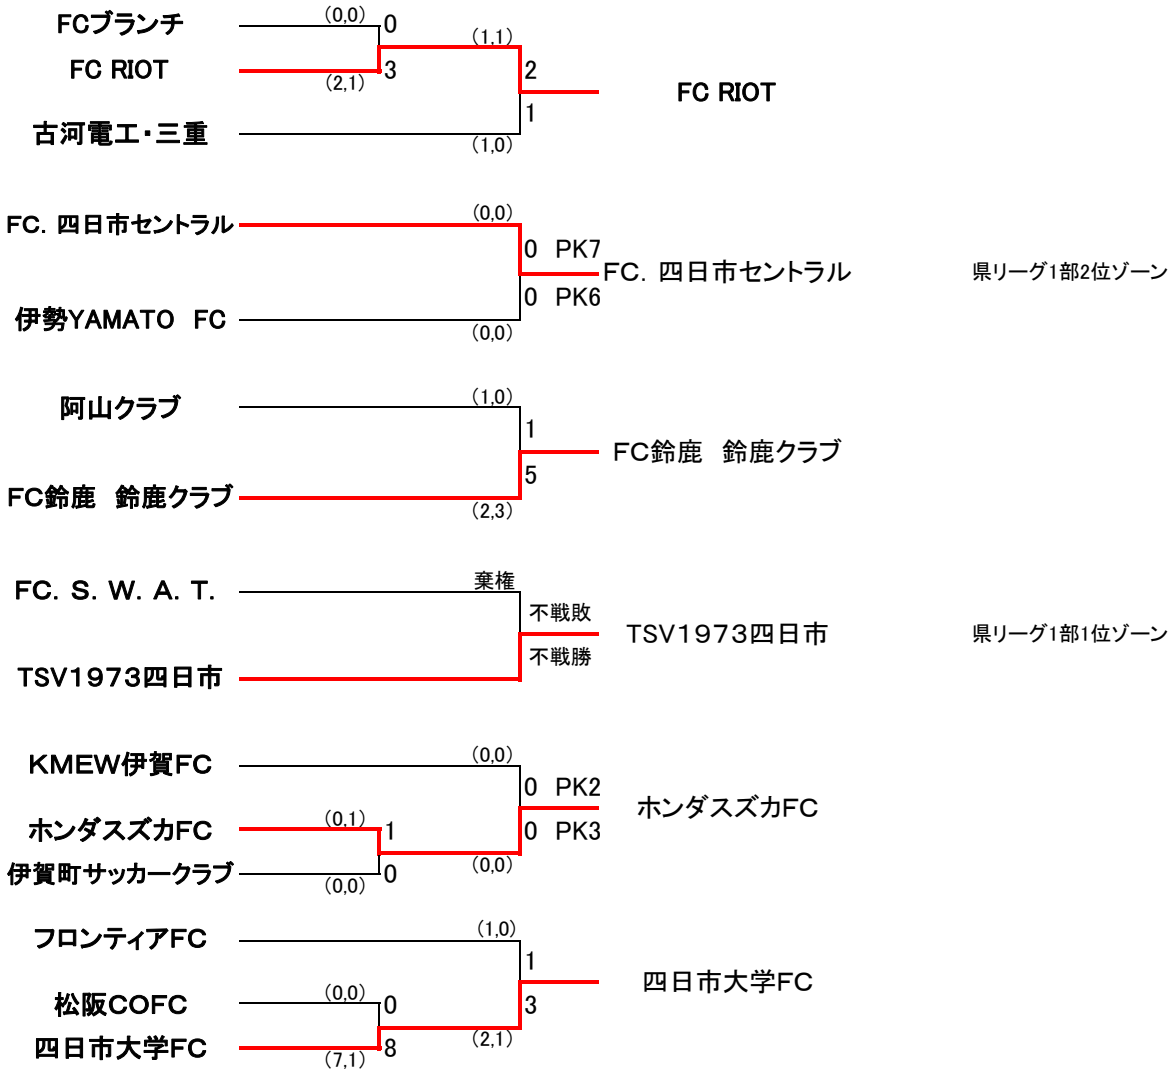 FCブランチ
(0,0)
0
(1,1)
FC RIOT
(2,1)
3
2
FC RIOT
1
古河電工・三重
(1,0)
FC．四日市セントラル
(0,0)
0 PK7
FC．四日市セントラル
県リーグ1部2位ゾーン
0 PK6
伊勢YAMATO　FC
(0,0)
阿山クラブ
(1,0)
1
FC鈴鹿　鈴鹿クラブ
5
FC鈴鹿　鈴鹿クラブ
(2,3)
FC．S．W．A．T．
棄権
不戦敗
TSV1973四日市
県リーグ1部1位ゾーン
不戦勝
TSV1973四日市
KMEW伊賀FC
(0,0)
0 PK2
ホンダスズカFC
ホンダスズカFC
(0,1)
1
0 PK3
伊賀町サッカークラブ
(0,0)
0
(0,0)
フロンティアFC
(1,0)
1
四日市大学FC
松阪COFC
(0,0)
0
3
四日市大学FC
(7,1)
8
(2,1)